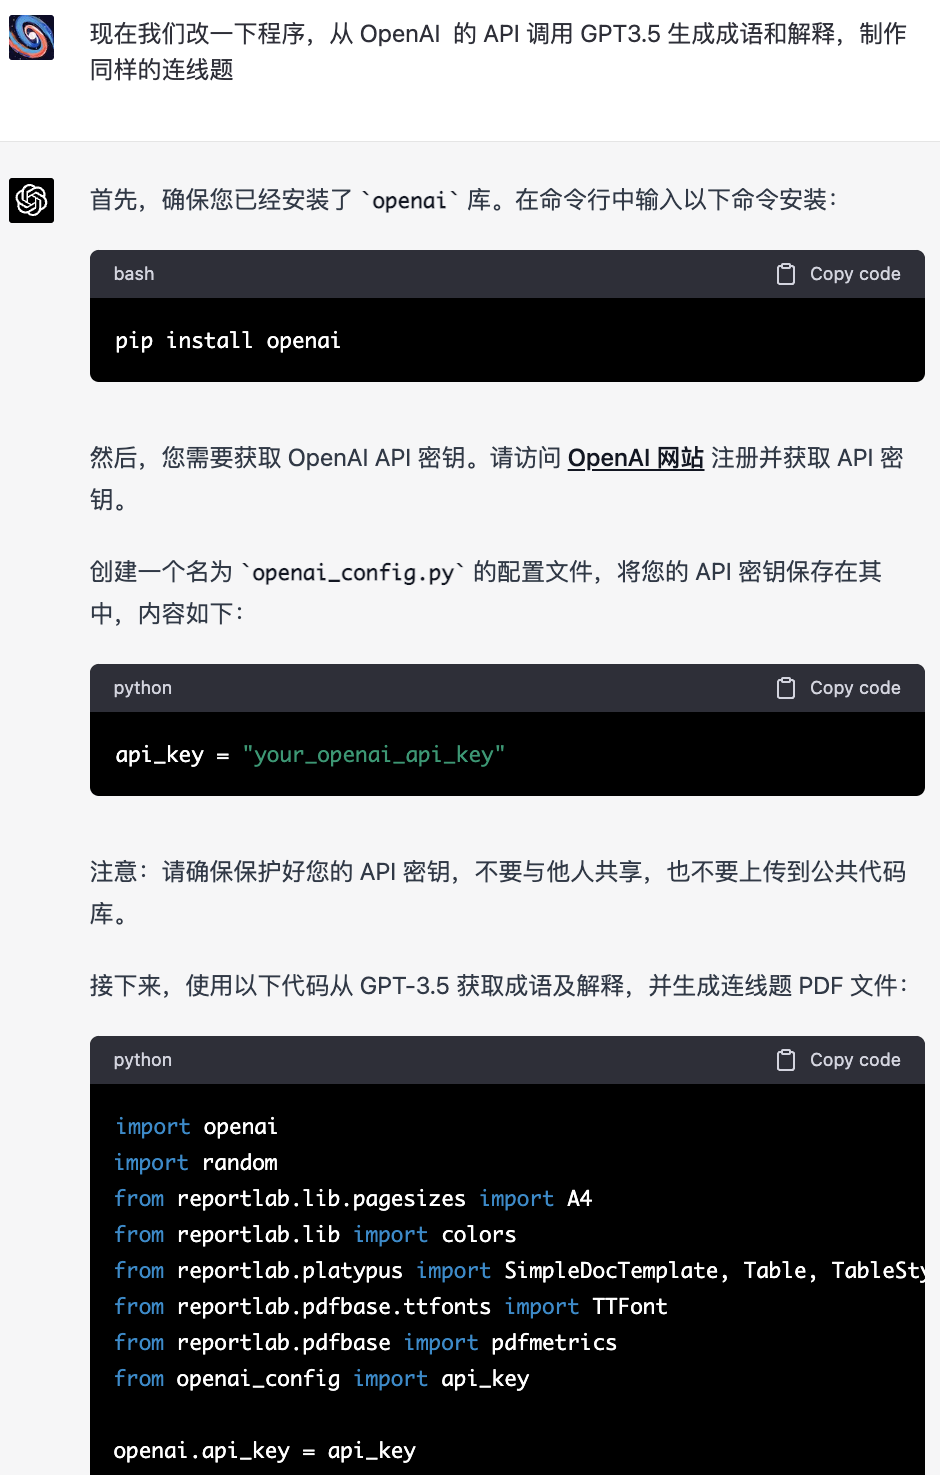 现在我们改一下程序，从 OpenAI 的 API 调用 GPT3.5 生成成语和解释，制作
同样的连线题
首先，确保您已经安装了 `openai` 库。在命令行中输入以下命令安装：
bash
Copy code
pip install openai
然后，您需要获取 OpenAI API 密钥。请访问 OpenAI 网站 注册并获取 API 密
钥。
创建一个名为 `openai_config.py` 的配置文件，将您的 API 密钥保存在其
中，内容如下：
python
Copy code
api_key = "your_openai_api_key"
注意：请确保保护好您的 API 密钥，不要与他人共享，也不要上传到公共代码
库。
接下来，使用以下代码从 GPT-3.5 获取成语及解释，并生成连线题 PDF 文件：
python
Copy code
import openai
import random
from reportlab.lib.pagesizes import A4
from reportlab.lib import colors
from reportlab.platypus import SimpleDocTemplate, Table, TableSty
from reportlab.pdfbase.ttfonts import TTFont
from reportlab.pdfbase import pdfmetrics
from openai_config import api_key
openai.api_key = api_key